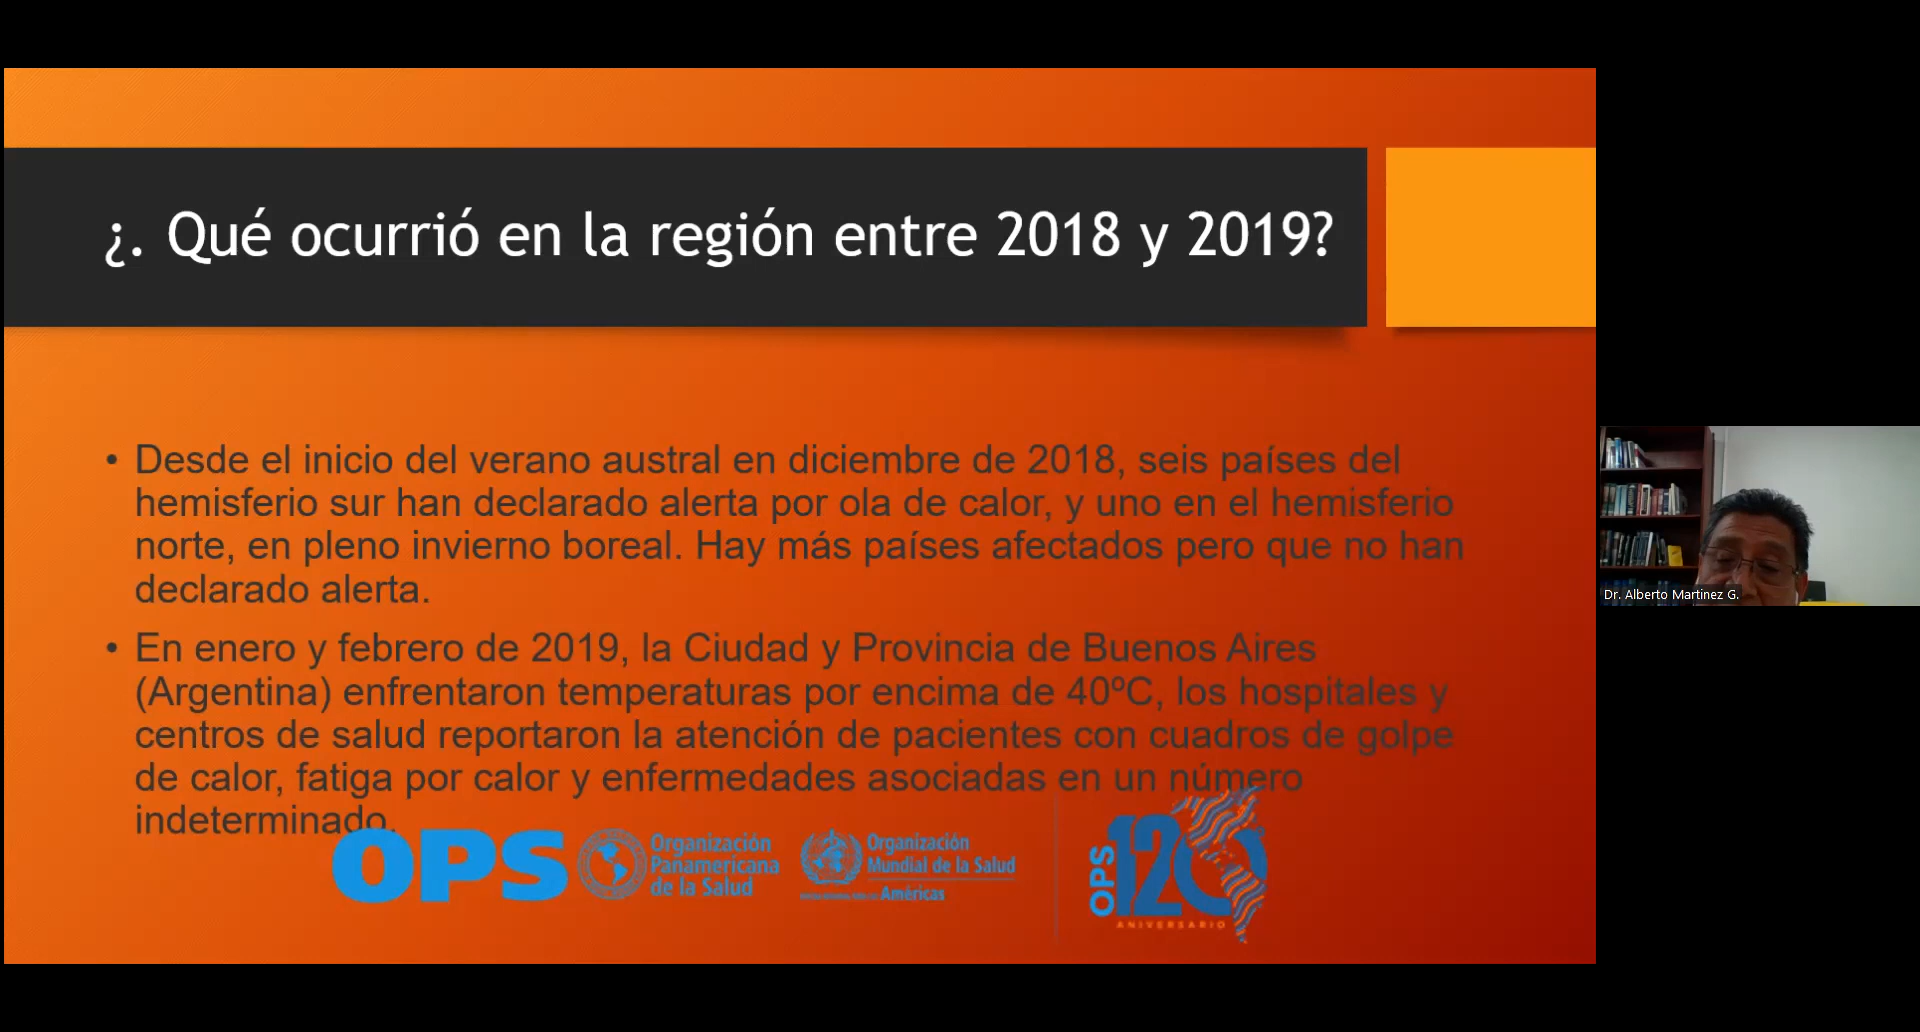 ¿. Qué ocurrió en la región entre 2018 y 2019?
• Desde el inicio del verano austral en diciembre de 2018, seis países del
hemisferio sur han declarado alerta por ola de calor, y uno en el hemisferio
norte, en pleno invierno boreal. Hay más países afectados pero que no han
declarado alerta.
• En enero y febrero de 2019, la Ciudad y Provincia de Buenos Aires
(Argentina) enfrentaron temperaturas por encima de 40ºC, los hospitales y
centros de salud reportaron la atención de pacientes con cuadros de golpe
de calor, fatiga por calor y enfermedades asociadas en un número
indeterminado.
OPS
Organización
Panamericana
de la Salud
Organización
Mundial de la Salud
Américas
OPS
120
ANIVERSARIO
Dr. Alberto Martinez G.